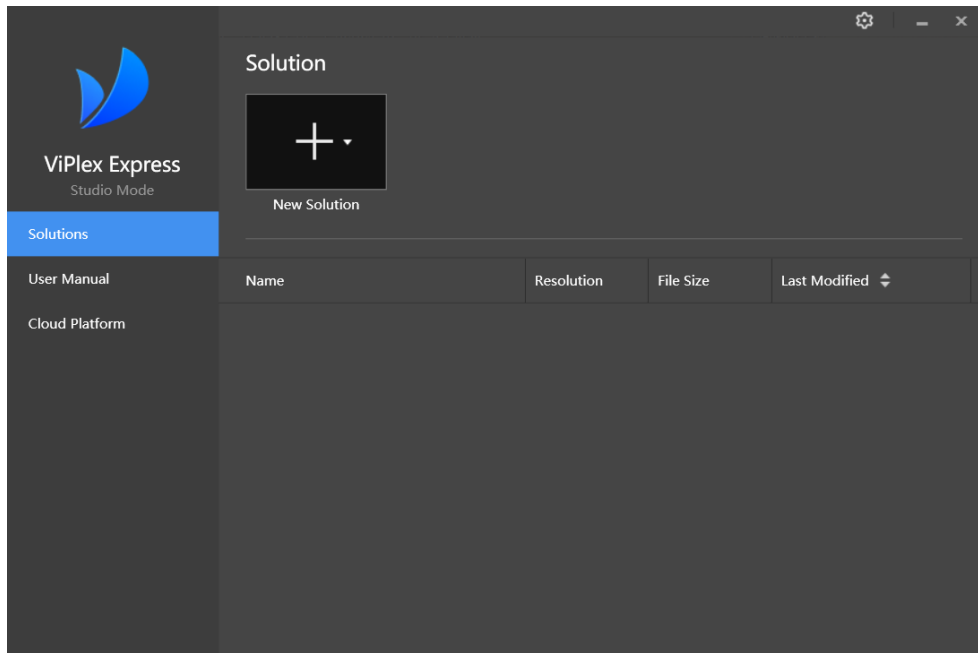 ViPlex Express
Studio Mode
Solutions
User Manual
Cloud Platform
Solution
New Solution
Name Resolution File Size Last Modified